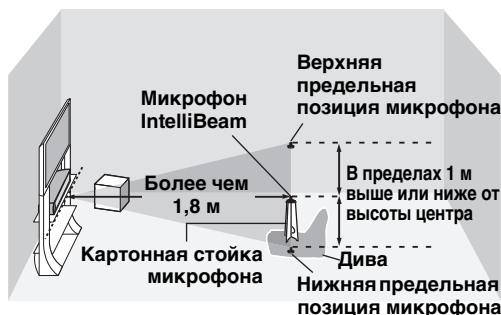 Верхняя
предельная
позиция микрофона
Микрофон
IntelliBeam
В пределах 1 м
выше или ниже от
высоты центра
Более чем
1,8 м
Картонная стойка
микрофона
Дива
Нижняя предельная
позиция микрофона